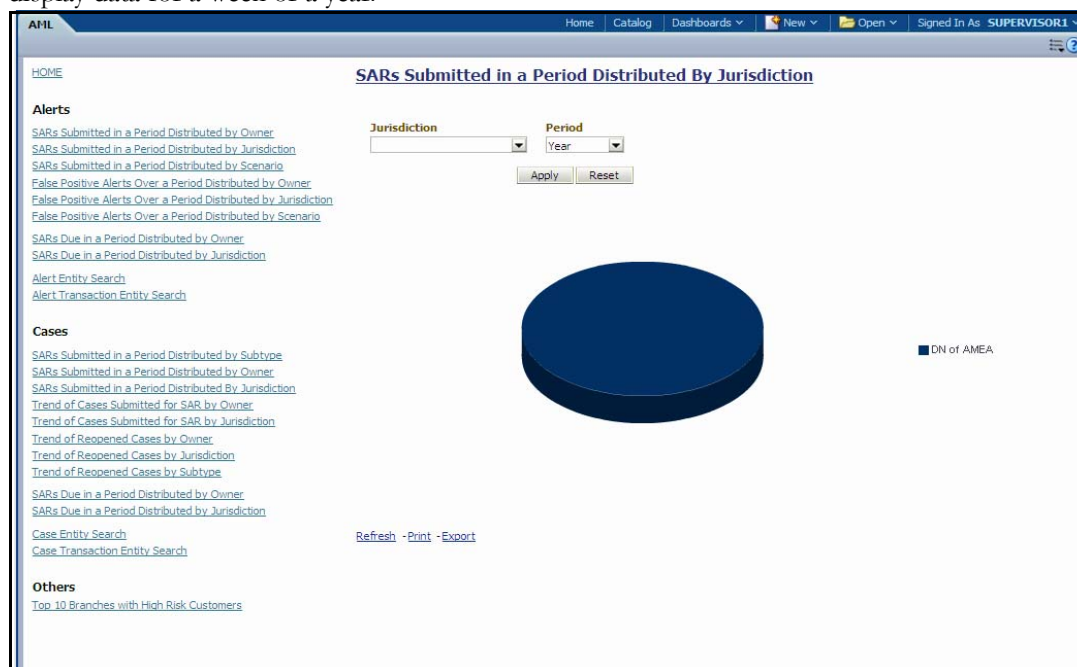 display data for a week or a year.
AML
Home Catalog Dashboards New Open Signed In As SUPERVISOR1
HOME
Alerts
SARs Submitted in a Period Distributed by Owner
SARs Submitted in a Period Distributed by Jurisdiction
SARs Submitted in a Period Distributed by Scenario
False Positive Alerts Over a Period Distributed by Owner
False Positive Alerts Over a Period Distributed by Jurisdiction
False Positive Alerts Over a Period Distributed by Scenario
SARs Due in a Period Distributed by Owner
SARs Due in a Period Distributed by Jurisdiction
Alert Entity Search
Alert Transaction Entity Search
Cases
SARs Submitted in a Period Distributed by Subtype
SARs Submitted in a Period Distributed by Owner
SARs Submitted in a Period Distributed By Jurisdiction
Trend of Cases Submitted for SAR by Owner
Trend of Cases Submitted for SAR by Jurisdiction
Trend of Reopened Cases by Owner
Trend of Reopened Cases by Jurisdiction
Trend of Reopened Cases by Subtype
SARs Due in a Period Distributed by Owner
SARs Due in a Period Distributed by Jurisdiction
Case Entity Search
Case Transaction Entity Search
Others
Top 10 Branches with High Risk Customers
SARs Submitted in a Period Distributed By Jurisdiction
Jurisdiction Period
Year
Apply Reset
DN of AMEA
Refresh - Print - Export